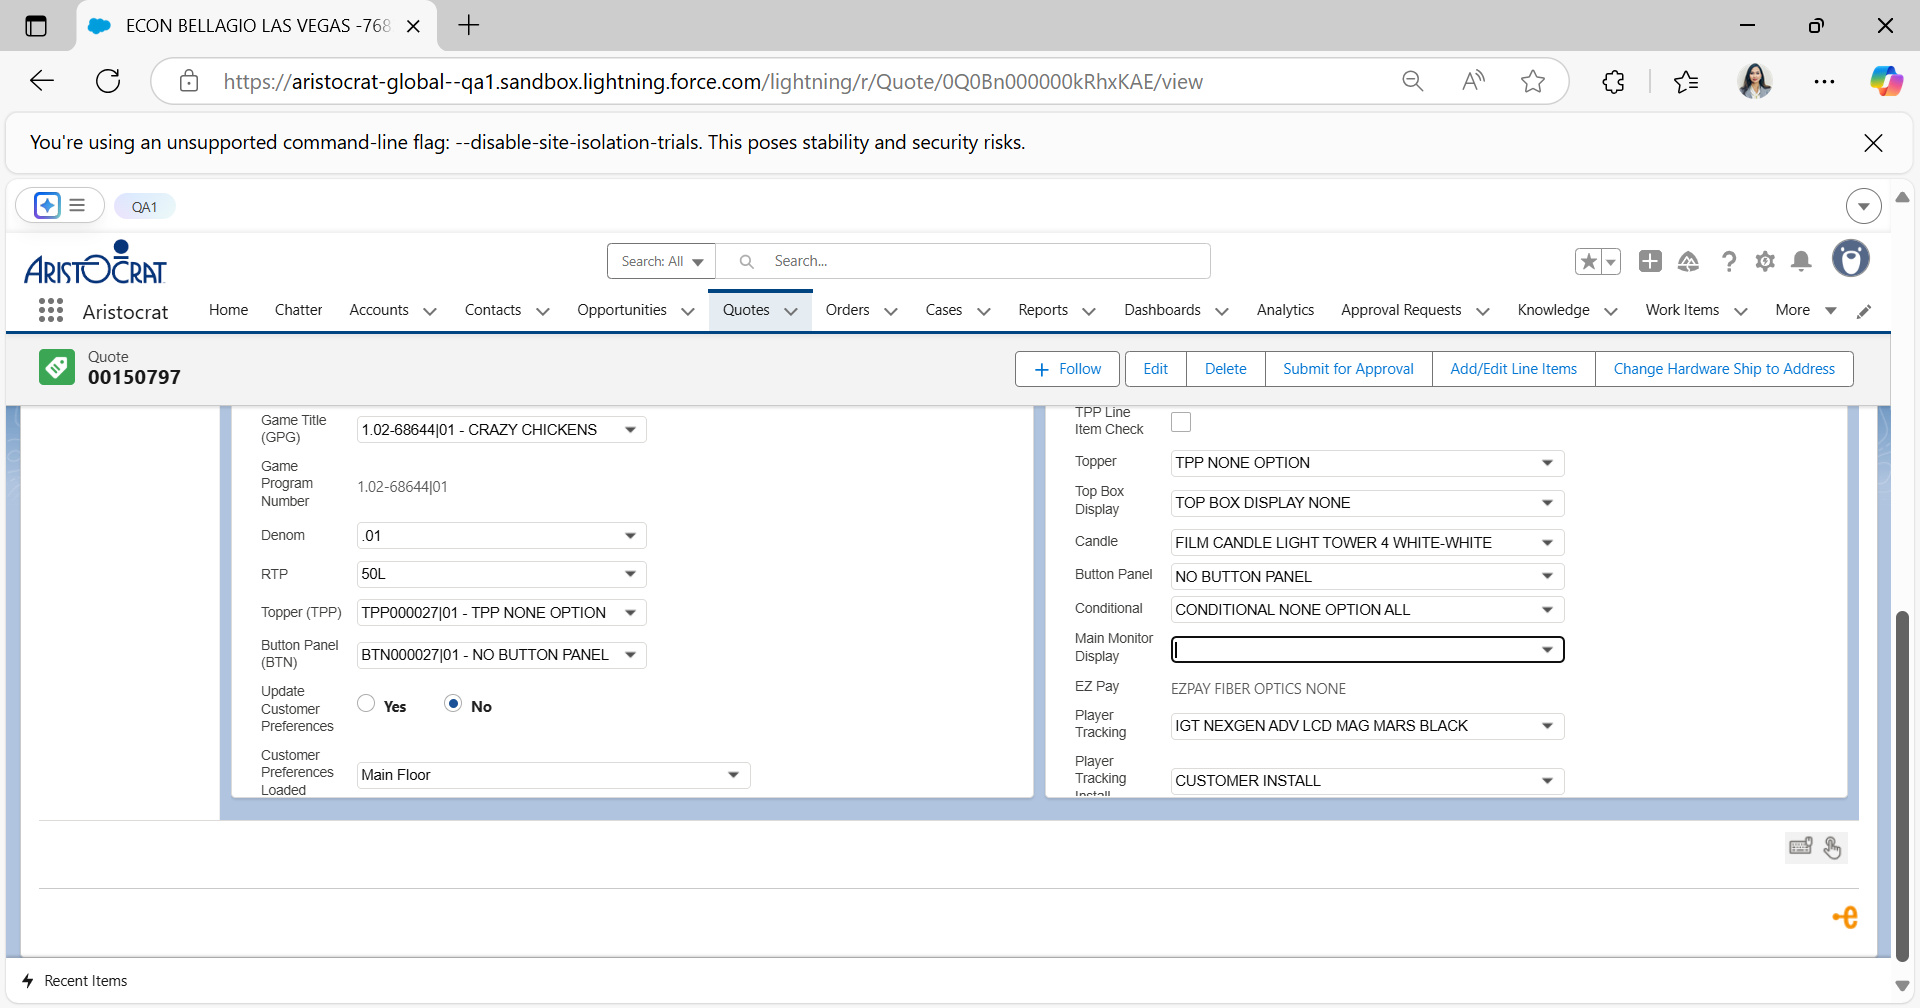 ECON BELLAGIO LAS VEGAS -768
https://aristocrat-global--qa1.sandbox.lightning.force.com/lightning/r/Quote/0Q0Bn000000kRhxKAE/view
You're using an unsupported command-line flag: --disable-site-isolation-trials. This poses stability and security risks.
QA1
ARISTOCRAT
Search: All
Search...
Aristocrat
Home
Chatter
Accounts
Contacts
Opportunities
Quotes
Orders
Cases
Reports
Dashboards
Analytics
Approval Requests
Knowledge
Work Items
More
Quote
00150797
Follow
Edit
Delete
Submit for Approval
Add/Edit Line Items
Change Hardware Ship to Address
Game Title
(GPG)
1.02-68644|01 - CRAZY CHICKENS
Game
Program
Number
1.02-68644|01
Denom
.01
RTP
50L
Topper (TPP)
TPP000027|01 - TPP NONE OPTION
Button Panel
(BTN)
BTN000027|01 - NO BUTTON PANEL
Update
Customer
Preferences
Yes
No
Customer
Preferences
Loaded
Main Floor
TPP Line
Item Check
Topper
TPP NONE OPTION
Top Box
Display
TOP BOX DISPLAY NONE
Candle
FILM CANDLE LIGHT TOWER 4 WHITE-WHITE
Button Panel
NO BUTTON PANEL
Conditional
CONDITIONAL NONE OPTION ALL
Main Monitor
Display
EZ Pay
EZPAY FIBER OPTICS NONE
Player
Tracking
IGT NEXGEN ADV LCD MAG MARS BLACK
Player
Tracking
Install
CUSTOMER INSTALL
Recent Items